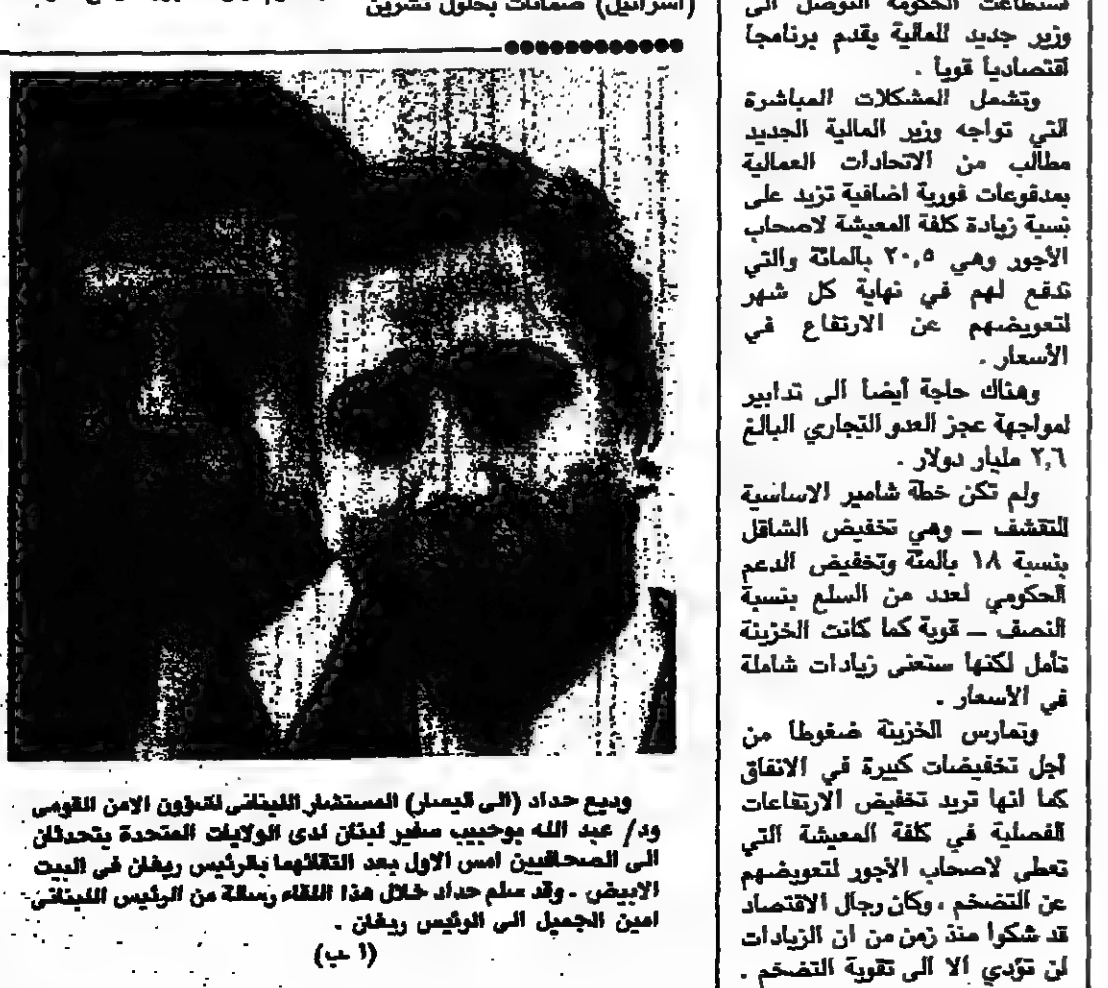 (اسرائيل) ضمانات بحلول تشرين
وديع حداد (الى اليسار) المستشار اللبناني لشؤون الامن القومي
ود/ عبد الله بوحبيب سفير لبنان لدى الولايات المتحدة يتحدثان
الى الصحافيين امس الاول بعد التقائهما بالرئيس ريغان في البيت
الابيض . وقد سلم حداد خلال هذا اللقاء رسالة من الرئيس اللبناني
امين الجميل الى الرئيس ريغان .
(ا ب)
فستطاعت الحكومة التوصل الى
وزير جديد للمالية يقدم برنامجا
اقتصاديا قويا .
وتشمل المشكلات المباشرة
التي تواجه وزير المالية الجديد
مطالب من الاتحادات العمالية
بمدفوعات فورية اضافية تزيد على
نسبة زيادة كلفة المعيشة لاصحاب
الأجور وهي ٢٠,٥ بالمائة والتي
تدفع لهم في نهاية كل شهر
لتعويضهم عن الارتفاع في
الأسعار .
وهناك حاجة أيضا الى تدابير
لمواجهة عجز العدو التجاري البالغ
٢,٦ مليار دولار .
ولم تكن خطة شامير الاساسية
للتقشف ــ وهي تخفيض الشاقل
بنسبة ١٨ بالمئة وتخفيض الدعم
الحكومي لعدد من السلع بنسبة
النصف ــ قوية كما كانت الخزينة
تأمل لكنها ستعنى زيادات شاملة
في الأسعار .
وتمارس الخزينة ضغوطا من
أجل تخفيضات كبيرة في الانفاق
كما انها تريد تخفيض الارتفاعات
الفصلية في كلفة المعيشة التي
تعطى لاصحاب الأجور لتعويضهم
عن التضخم ، وكان رجال الاقتصاد
قد شكوا منذ زمن من ان الزيادات
لن تؤدي الا الى تقوية التضخم .